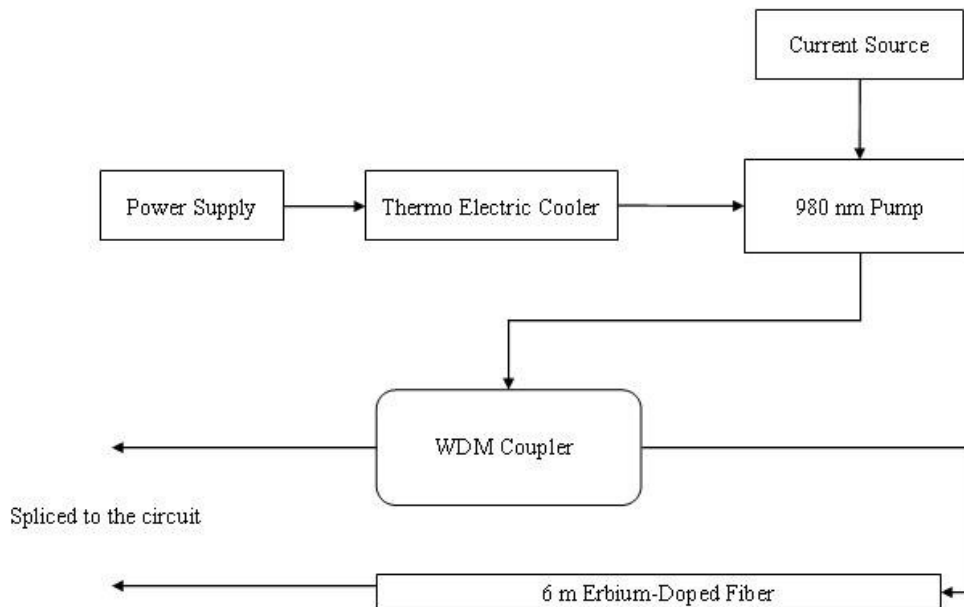 Current Source
Power Supply
Thermo Electric Cooler
980 nm Pump
WDM Coupler
Spliced to the circuit
6 m Erbium-Doped Fiber